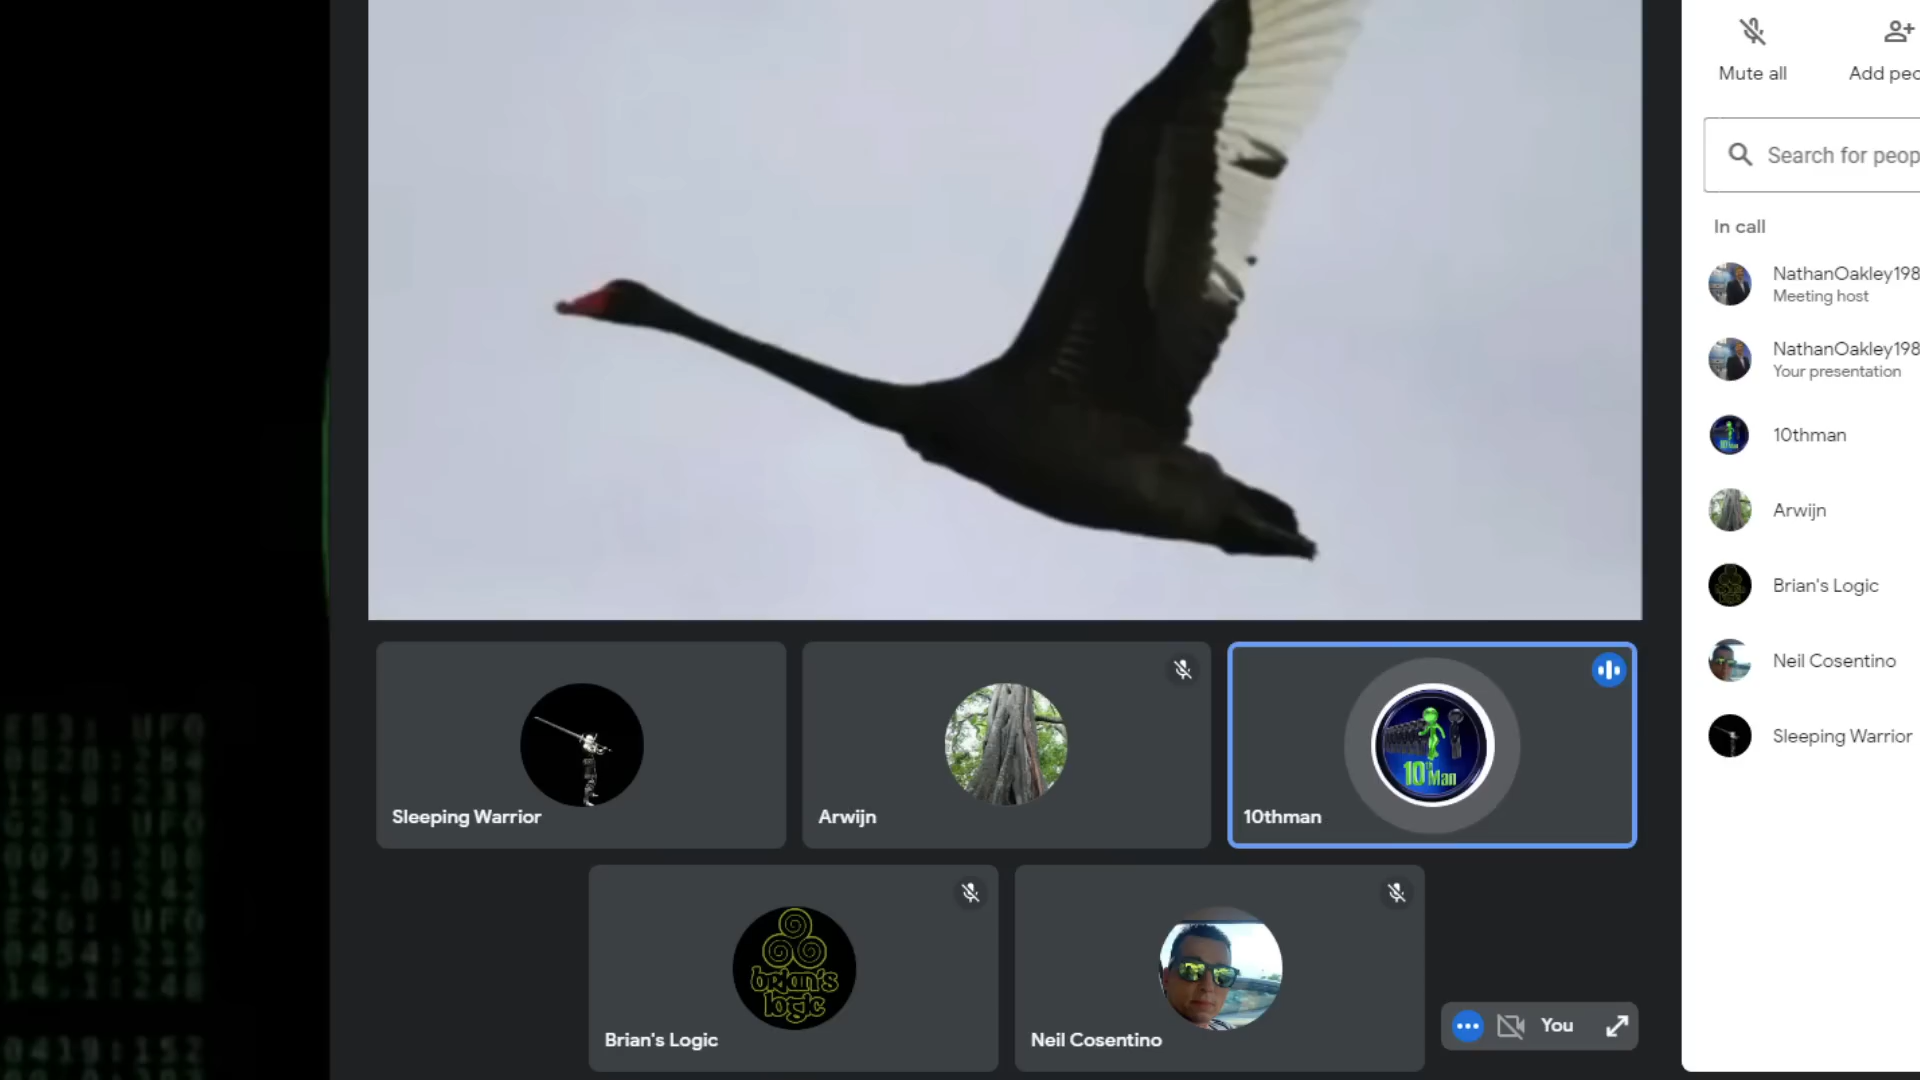 Mute all
Add peo
Search for peop
In call
NathanOakley198
Meeting host
NathanOakley198
Your presentation
10thman
Arwijn
Brian's Logic
Neil Cosentino
Sleeping Warrior
10th Man
Sleeping Warrior
Arwijn
10thman
brian's
logic
Brian's Logic
Neil Cosentino
You